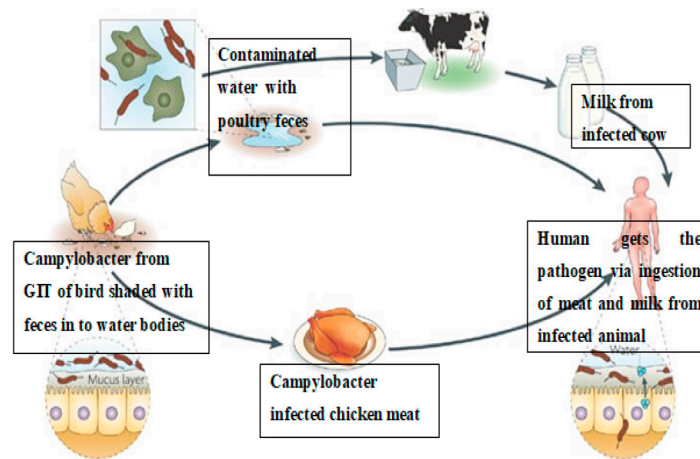 Contaminated
water with
poultry feces
Milk from
infected cow
Campylobacter from
GIT of bird shaded with
feces in to water bodies
Human gets the
pathogen via ingestion
of meat and milk from
infected animal
Campylobacter
infected chicken meat
Mucus layer
Water